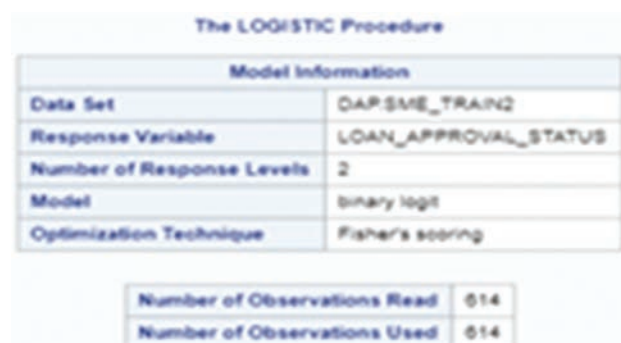 The LOGISTIC Procedure
Model Information
Data Set DAP.SME_TRAIN2
Response Variable LOAN_APPROVAL_STATUS
Number of Response Levels 2
Model binary logit
Optimization Technique Fisher's scoring
Number of Observations Read 614
Number of Observations Used 614